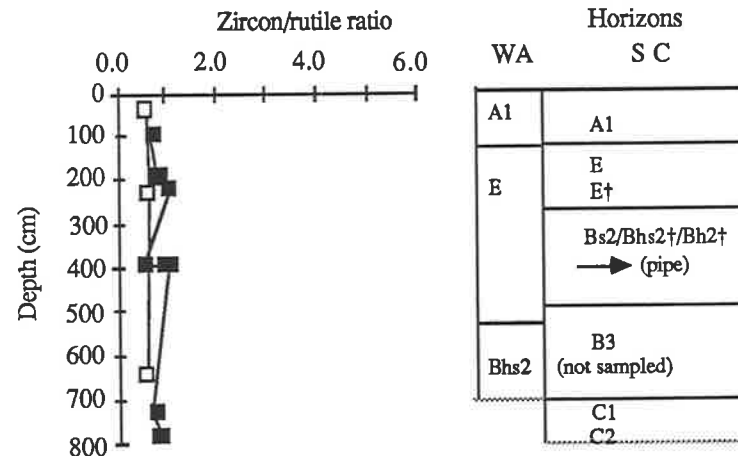 Zircon/rutile ratio
0.0 2.0 4.0 6.0
Depth (cm)
0
100
200
300
400
500
600
700
800
Horizons
WA S C
A1 A1
E E
E†
Bs2/Bhs2†/Bh2†
(pipe)
Bhs2 B3
(not sampled)
C1
C2